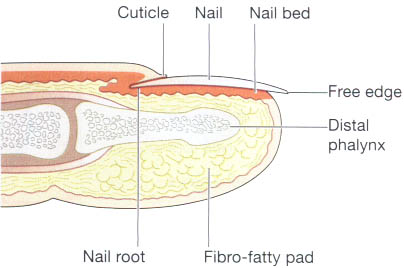 Cuticle Nail Nail bed
Free edge
Distal
phalynx
Nail root Fibro-fatty pad